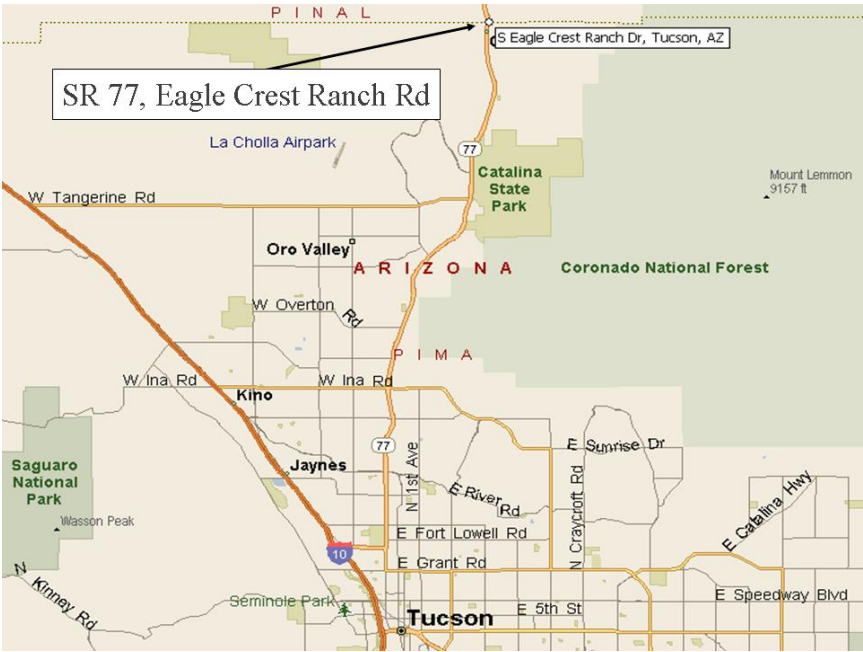 PINAL
S Eagle Crest Ranch Dr, Tucson, AZ
SR 77, Eagle Crest Ranch Rd
La Cholla Airpark
77
Catalina
State
Park
Mount Lemmon
9157 ft
W Tangerine Rd
Oro Valley
ARIZONA
Coronado National Forest
W Overton Rd
PIMA
W Ina Rd
W Ina Rd
Kino
77
N 1st Ave
E Sunrise Dr
Saguaro
National
Park
Jaynes
N Craycroft Rd
E River Rd
E Catalina Hwy
Wasson Peak
E Fort Lowell Rd
10
E Grant Rd
N Kinney Rd
Seminole Park
E 5th St
E Speedway Blvd
Tucson